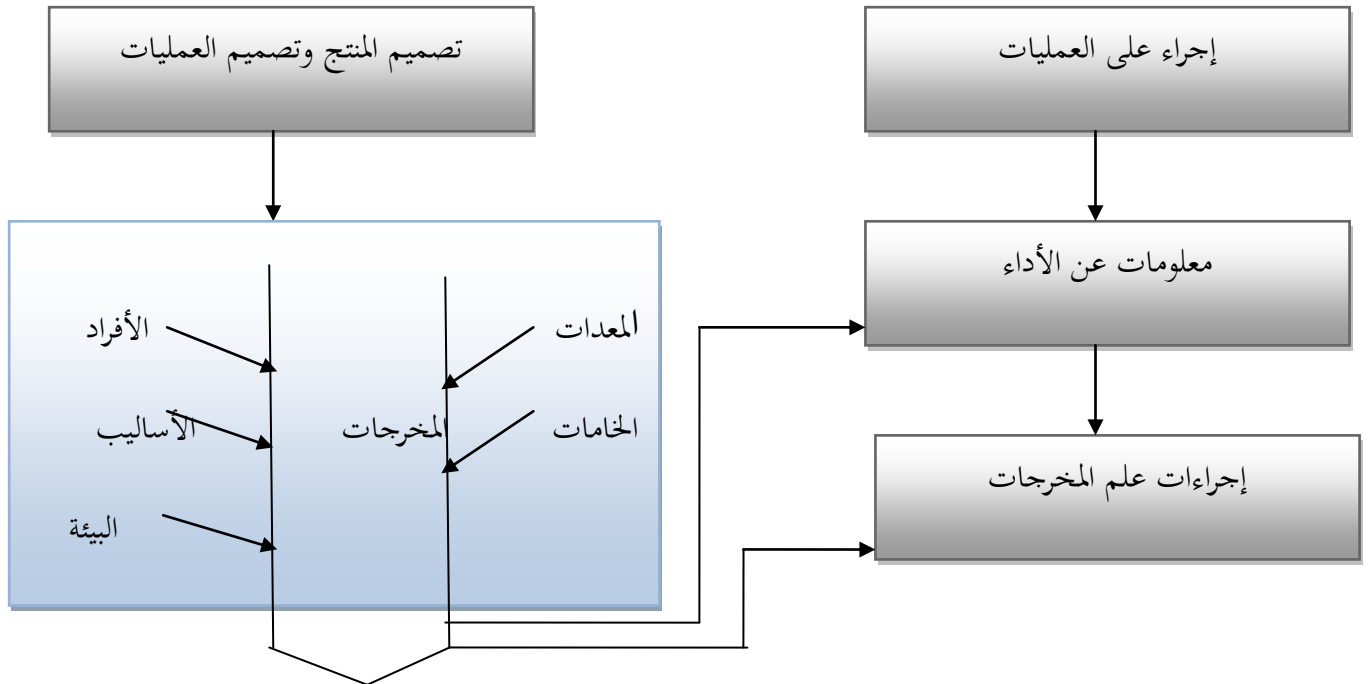 إجراء على العمليات
تصميم المنتج وتصميم العمليات
معلومات عن الأداء
المعدات
الأفراد
الخامات
المخرجات
الأساليب
إجراءات علم المخرجات
البيئة